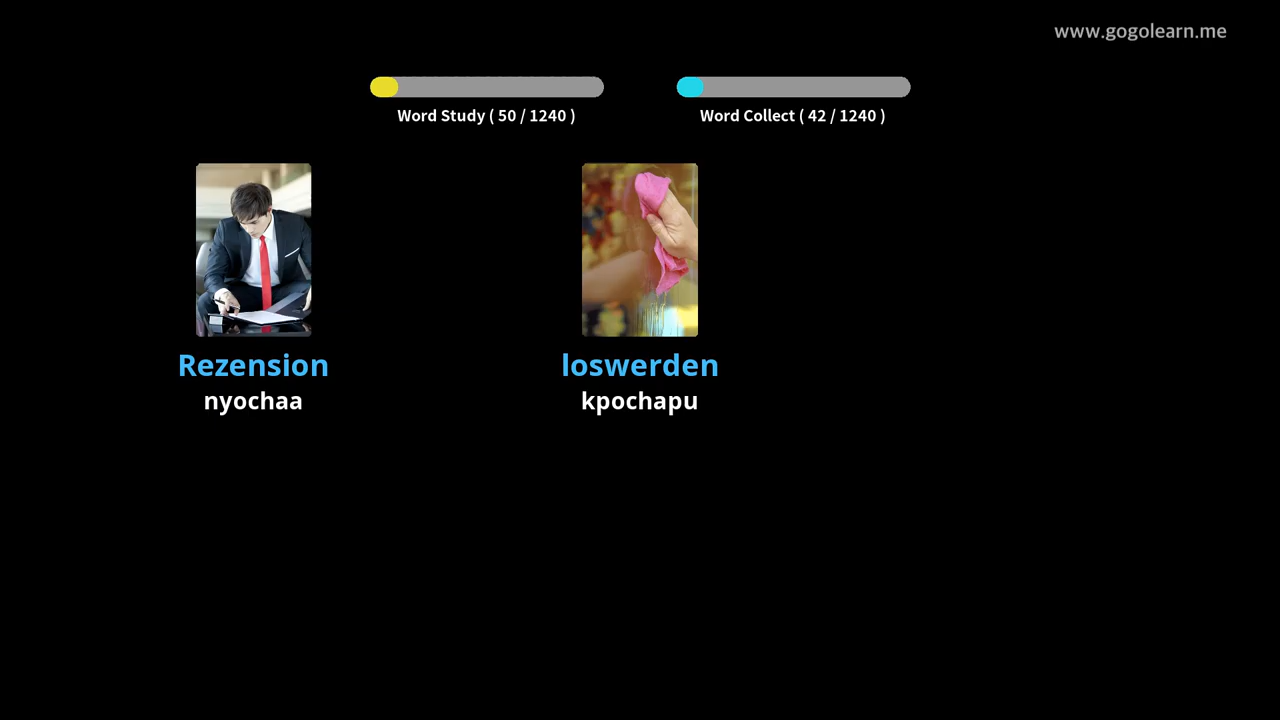 www.gogolearn.me
Word Study ( 50 / 1240 )
Word Collect ( 42 / 1240 )
Rezension
nyochaa
loswerden
kpochapu